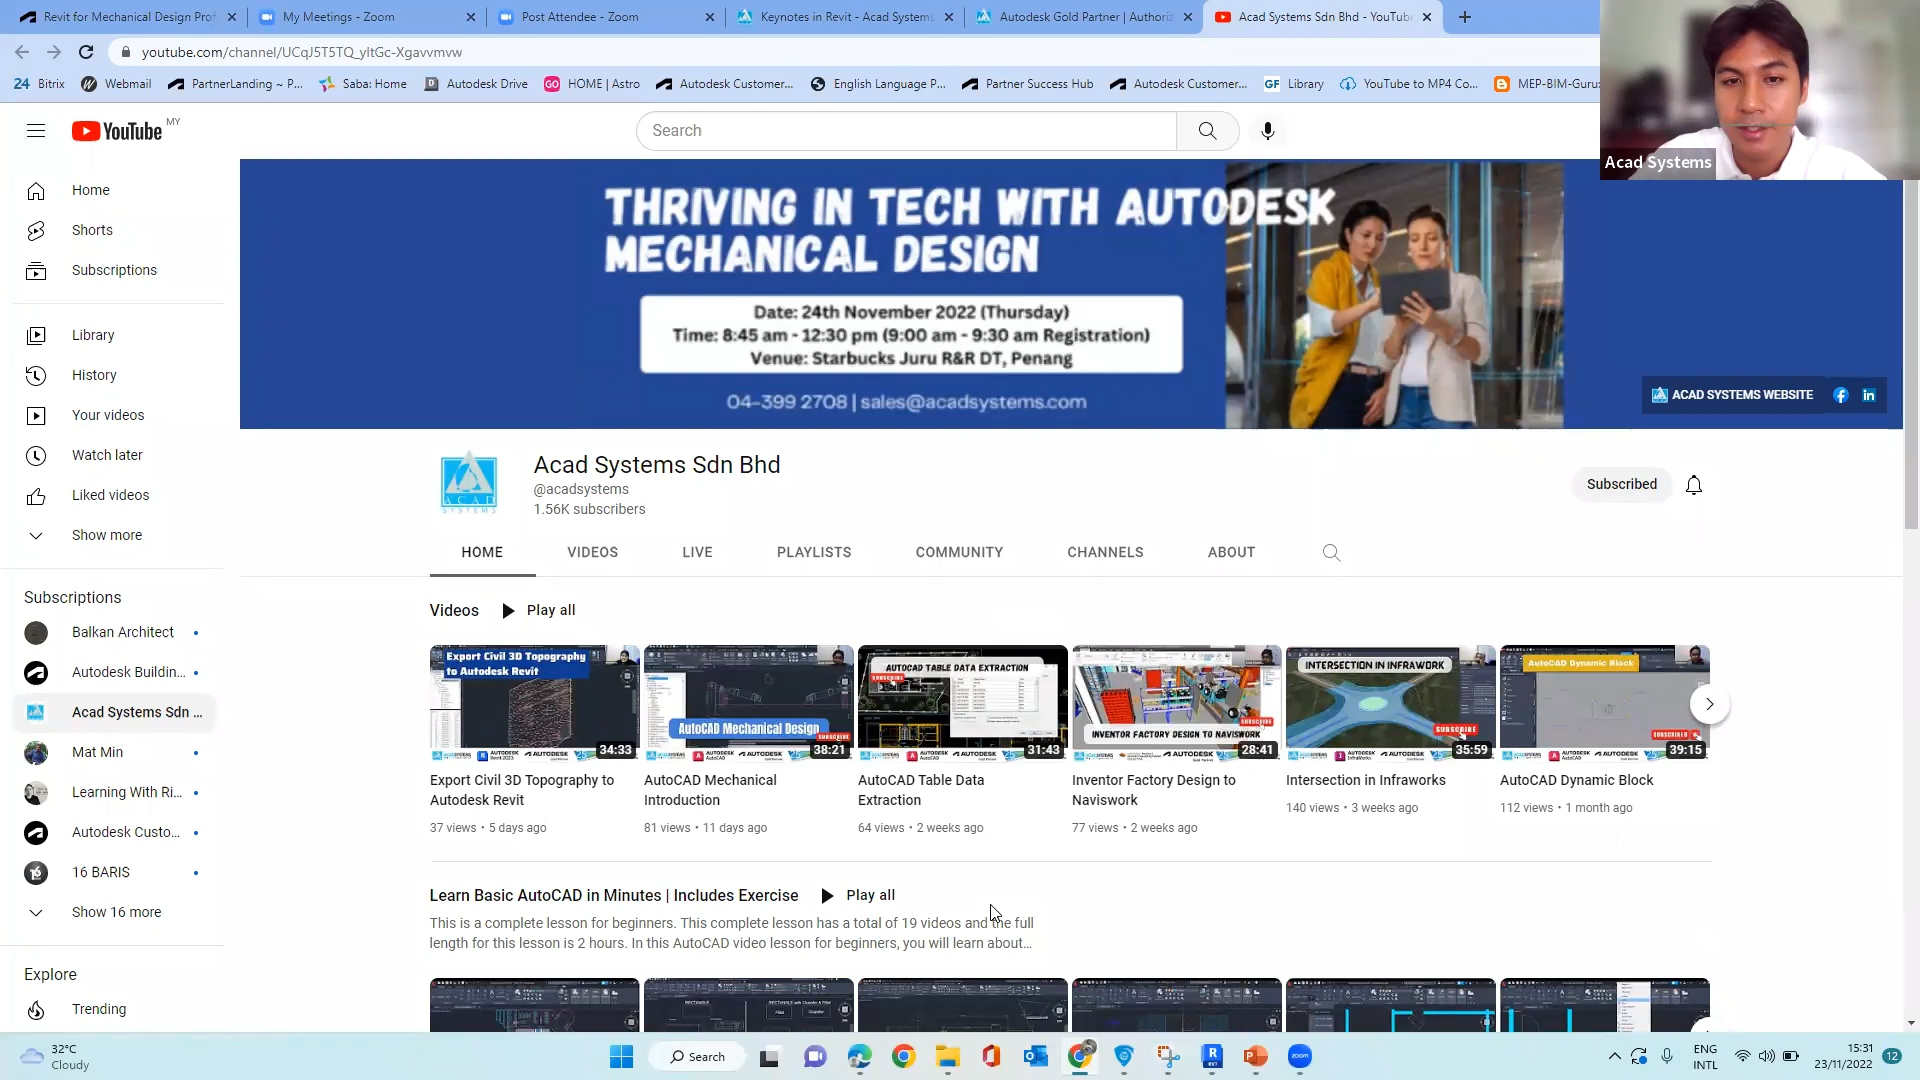 Revit for Mechanical Design Prof
My Meetings - Zoom
Post Attendee - Zoom
Keynotes in Revit - Acad Systems
Autodesk Gold Partner | Authoriz
Acad Systems Sdn Bhd - YouTube
youtube.com/channel/UCqJ5T5TQ_yltGc-Xgavvmvw
24 Bitrix
Webmail
PartnerLanding ~ P...
Saba: Home
Autodesk Drive
GO HOME | Astro
Autodesk Customer...
English Language P...
Partner Success Hub
Autodesk Customer...
GF Library
YouTube to MP4 Co...
MEP-BIM-Guru
Acad Systems
YouTube MY
Search
Home
Shorts
Subscriptions
Library
History
Your videos
Watch later
Liked videos
Show more
Subscriptions
Balkan Architect
Autodesk Buildin...
Acad Systems Sdn ...
Mat Min
Learning With Ri...
Autodesk Custo...
16 BARIS
Show 16 more
Explore
Trending
THRIVING IN TECH WITH AUTODESK
MECHANICAL DESIGN
Date: 24th November 2022 (Thursday)
Time: 8:45 am - 12:30 pm (9:00 am - 9:30 am Registration)
Venue: Starbucks Juru R&R DT, Penang
04-399 2708 | sales@acadsystems.com
ACAD SYSTEMS WEBSITE
ACAD
SYSTEMS
Acad Systems Sdn Bhd
@acadsystems
1.56K subscribers
Subscribed
HOME
VIDEOS
LIVE
PLAYLISTS
COMMUNITY
CHANNELS
ABOUT
Videos
Play all
Export Civil 3D Topography
to Autodesk Revit
34:33
Export Civil 3D Topography to
Autodesk Revit
37 views • 5 days ago
AutoCAD Mechanical Design
SUBSCRIBE
38:21
AutoCAD Mechanical
Introduction
81 views • 11 days ago
AUTOCAD TABLE DATA EXTRACTION
SUBSCRIBE
31:43
AutoCAD Table Data
Extraction
64 views • 2 weeks ago
INVENTOR FACTORY DESIGN TO NAVISWORK
SUBSCRIBE
28:41
Inventor Factory Design to
Naviswork
77 views • 2 weeks ago
INTERSECTION IN INFRAWORK
SUBSCRIBE
35:59
Intersection in Infraworks
140 views • 3 weeks ago
AutoCAD Dynamic Block
39:15
AutoCAD Dynamic Block
112 views • 1 month ago
Learn Basic AutoCAD in Minutes | Includes Exercise
Play all
This is a complete lesson for beginners. This complete lesson has a total of 19 videos and the full
length for this lesson is 2 hours. In this AutoCAD video lesson for beginners, you will learn about...
32°C
Cloudy
Search
zoom
ENG
INTL
15:31
23/11/2022
12